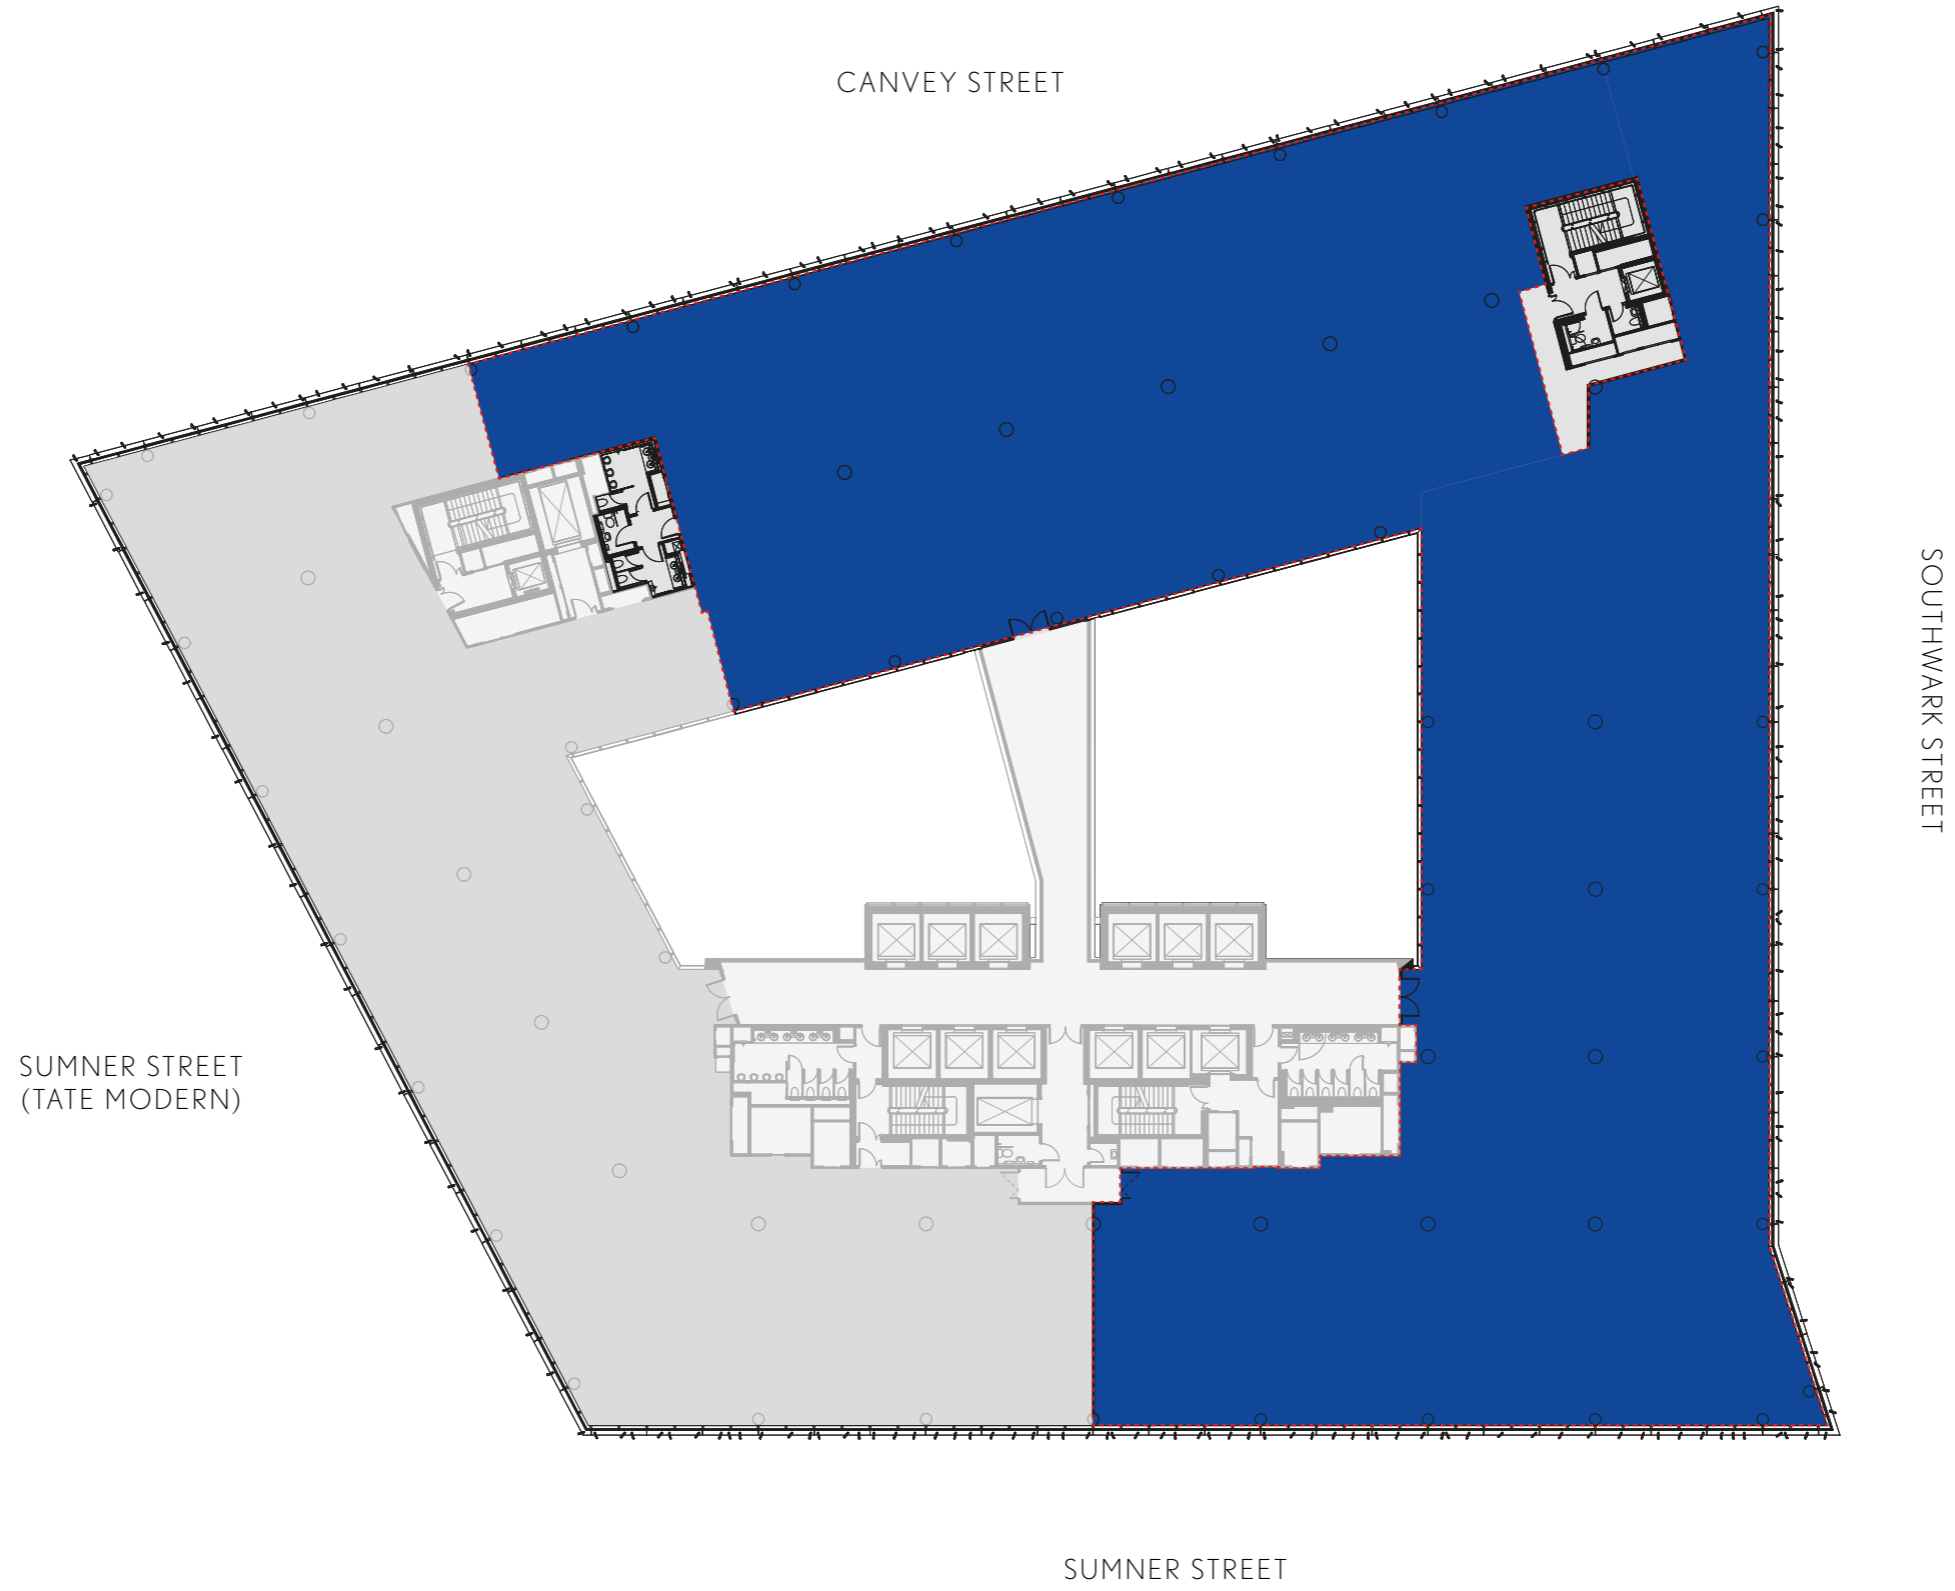 CANVEY STREET
SOUTHWARK STREET
SUMNER STREET
(TATE MODERN)
SUMNER STREET